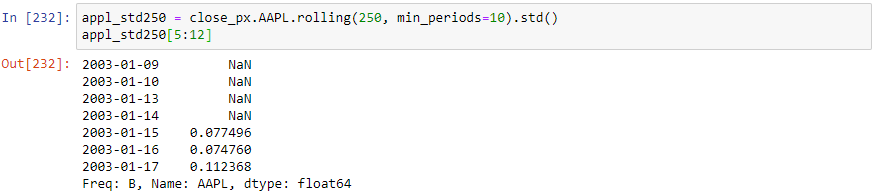 In [232]: appl_std250 = close_px.AAPL.rolling(250, min_periods=10).std()
appl_std250[5:12]
Out[232]: 2003-01-09 NaN
2003-01-10 NaN
2003-01-13 NaN
2003-01-14 NaN
2003-01-15 0.077496
2003-01-16 0.074760
2003-01-17 0.112368
Freq: B, Name: AAPL, dtype: float64